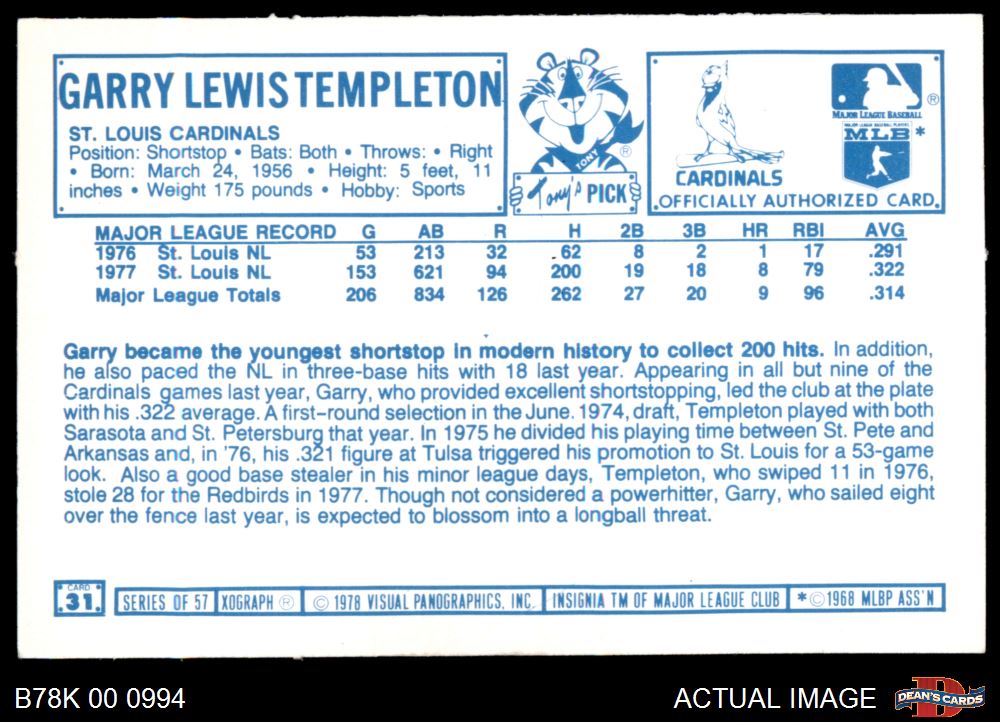 GARRY LEWIS TEMPLETON
ST. LOUIS CARDINALS
Position: Shortstop • Bats: Both • Throws: • Right
• Born: March 24, 1956 • Height: 5 feet, 11
inches • Weight 175 pounds • Hobby: Sports
TONY
®
Tony's PICK
CARDINALS
®
MAJOR LEAGUE BASEBALL
MAJOR LEAGUE BASEBALL PLAYERS
MLB*
OFFICIALLY AUTHORIZED CARD
MAJOR LEAGUE RECORD G AB R H 2B 3B HR RBI AVG
1976 St. Louis NL 53 213 32 62 8 2 1 17 .291
1977 St. Louis NL 153 621 94 200 19 18 8 79 .322
Major League Totals 206 834 126 262 27 20 9 96 .314
Garry became the youngest shortstop in modern history to collect 200 hits. In addition,
he also paced the NL in three-base hits with 18 last year. Appearing in all but nine of the
Cardinals games last year, Garry, who provided excellent shortstopping, led the club at the plate
with his .322 average. A first-round selection in the June. 1974, draft, Templeton played with both
Sarasota and St. Petersburg that year. In 1975 he divided his playing time between St. Pete and
Arkansas and, in '76, his .321 figure at Tulsa triggered his promotion to St. Louis for a 53-game
look. Also a good base stealer in his minor league days, Templeton, who swiped 11 in 1976,
stole 28 for the Redbirds in 1977. Though not considered a powerhitter, Garry, who sailed eight
over the fence last year, is expected to blossom into a longball threat.
CARD
31
SERIES OF 57 XOGRAPH ® © 1978 VISUAL PANOGRAPHICS, INC. INSIGNIA TM OF MAJOR LEAGUE CLUB *©1968 MLBP ASS'N
B78K 00 0994
ACTUAL IMAGE
DEAN'S CARDS